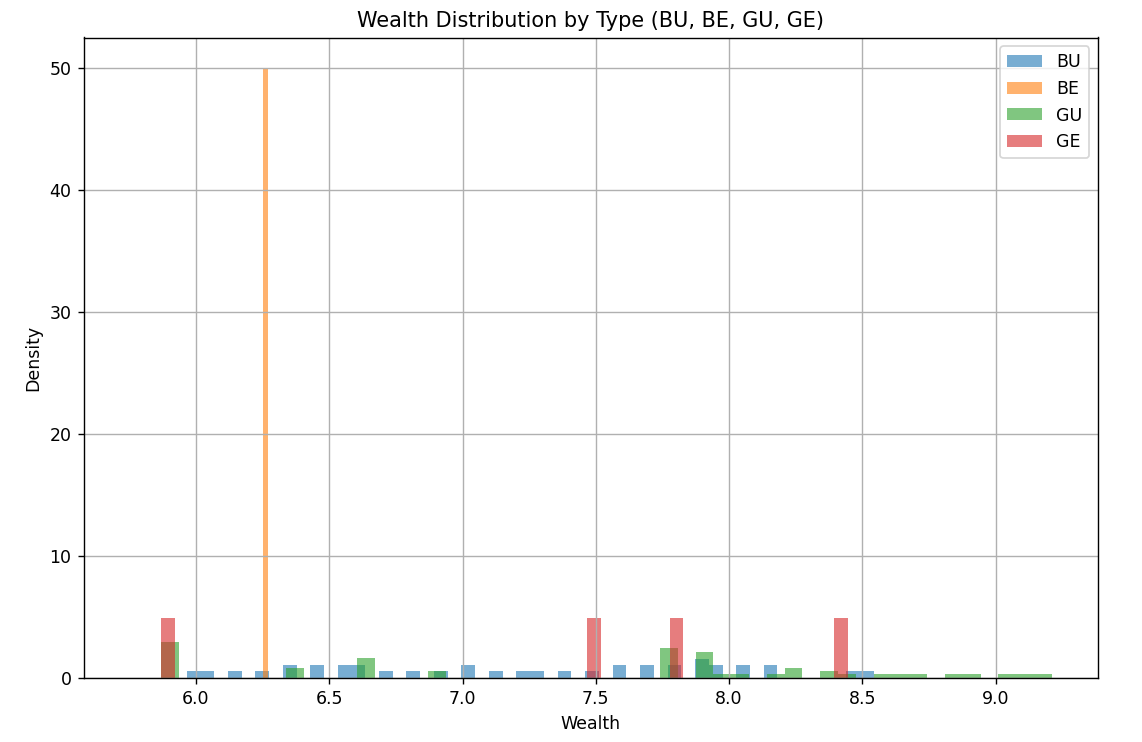 Wealth Distribution by Type (BU, BE, GU, GE)
50
40
30
20
10
0
Density
6.0 6.5 7.0 7.5 8.0 8.5 9.0
Wealth
BU
BE
GU
GE